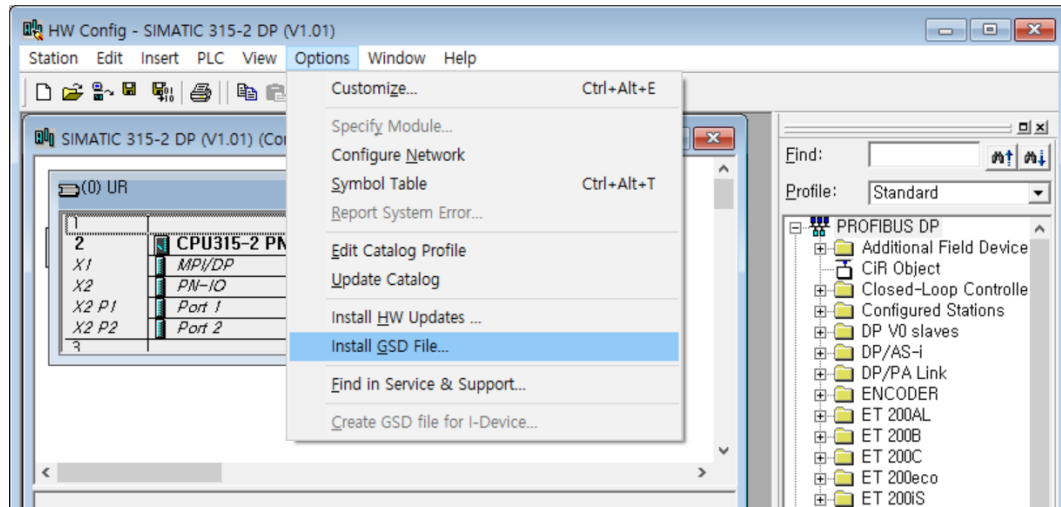 HW Config - SIMATIC 315-2 DP (V1.01)
Station Edit Insert PLC View Options Window Help
Customize... Ctrl+Alt+E
Specify Module...
Configure Network
Symbol Table Ctrl+Alt+T
Report System Error...
Edit Catalog Profile
Update Catalog
Install HW Updates ...
Install GSD File...
Find in Service & Support...
Create GSD file for I-Device...
SIMATIC 315-2 DP (V1.01) (Co
(0) UR
1
2 CPU315-2 PN
X1 MPI/DP
X2 PN-IO
X2 P1 Port 1
X2 P2 Port 2
3
Find:
Profile: Standard
PROFIBUS DP
Additional Field Device
CiR Object
Closed-Loop Controlle
Configured Stations
DP V0 slaves
DP/AS-i
DP/PA Link
ENCODER
ET 200AL
ET 200B
ET 200C
ET 200eco
ET 200iS